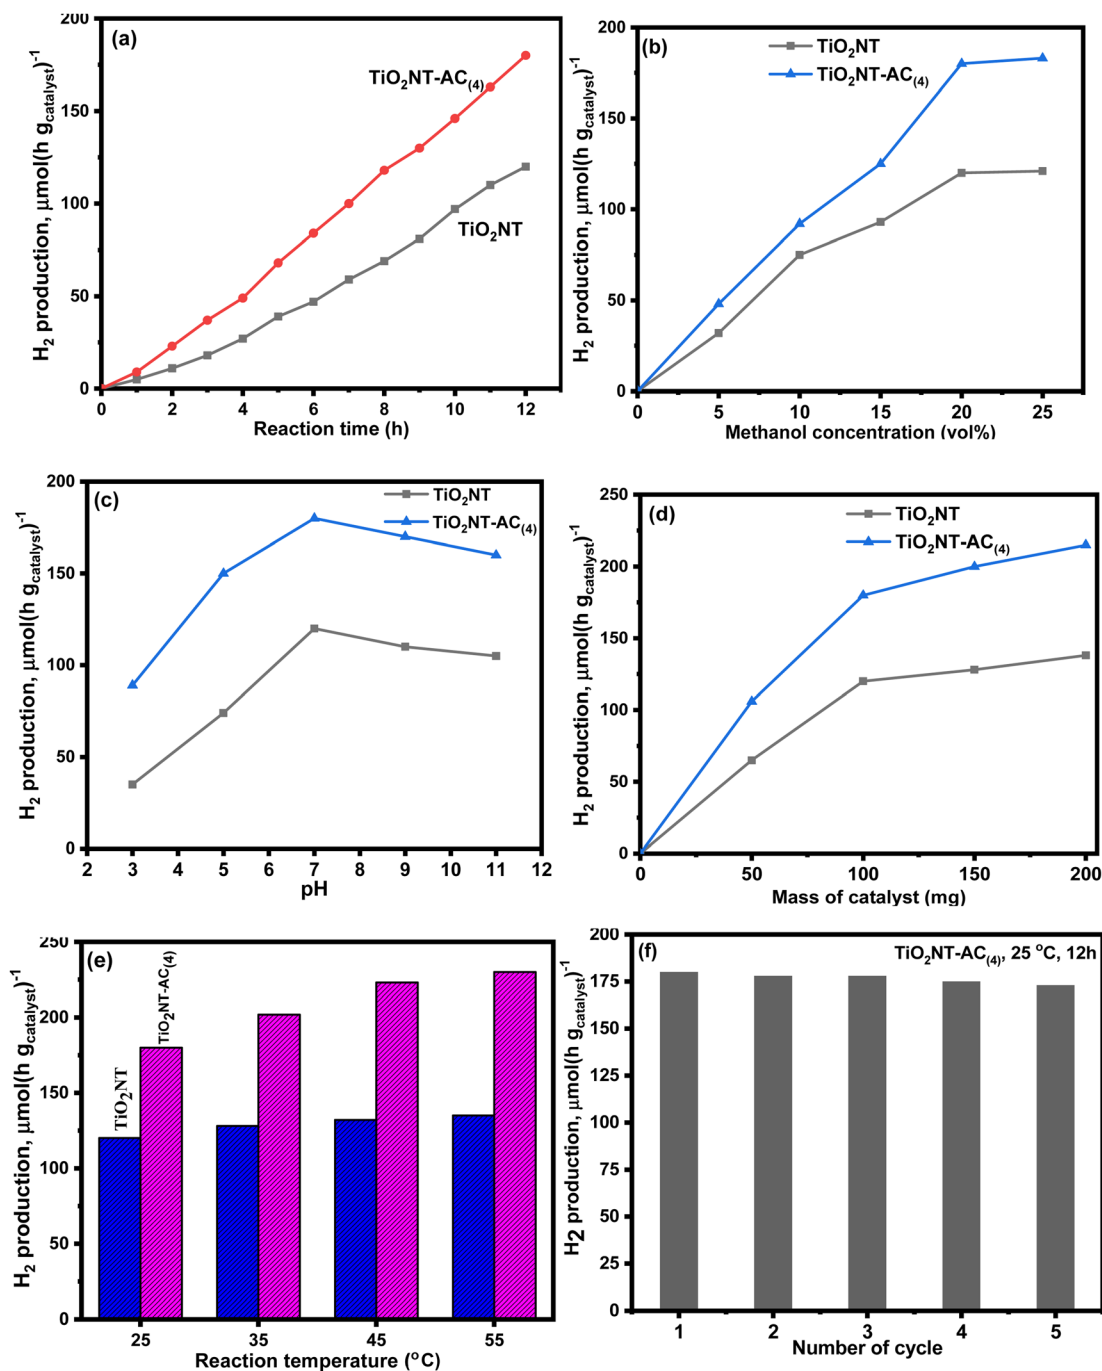 (a)
TiO2NT-AC(4)
TiO2NT
H2 production, μmol(h gcatalyst)-1
200
150
100
50
0
0 2 4 6 8 10 12
Reaction time (h)
(b)
TiO2NT
TiO2NT-AC(4)
H2 production, μmol(h gcatalyst)-1
200
150
100
50
0
0 5 10 15 20 25
Methanol concentration (vol%)
(c)
TiO2NT
TiO2NT-AC(4)
H2 production, μmol(h gcatalyst)-1
200
150
100
50
0
2 3 4 5 6 7 8 9 10 11 12
pH
(d)
TiO2NT
TiO2NT-AC(4)
H2 production, μmol(h gcatalyst)-1
250
200
150
100
50
0
0 50 100 150 200
Mass of catalyst (mg)
(e)
TiO2NT
TiO2NT-AC(4)
H2 production, μmol(h gcatalyst)-1
250
200
150
100
50
0
25 35 45 55
Reaction temperature (oC)
(f)
TiO2NT-AC(4), 25 oC, 12h
H2 production, μmol(h gcatalyst)-1
200
175
150
125
100
75
50
25
0
1 2 3 4 5
Number of cycle